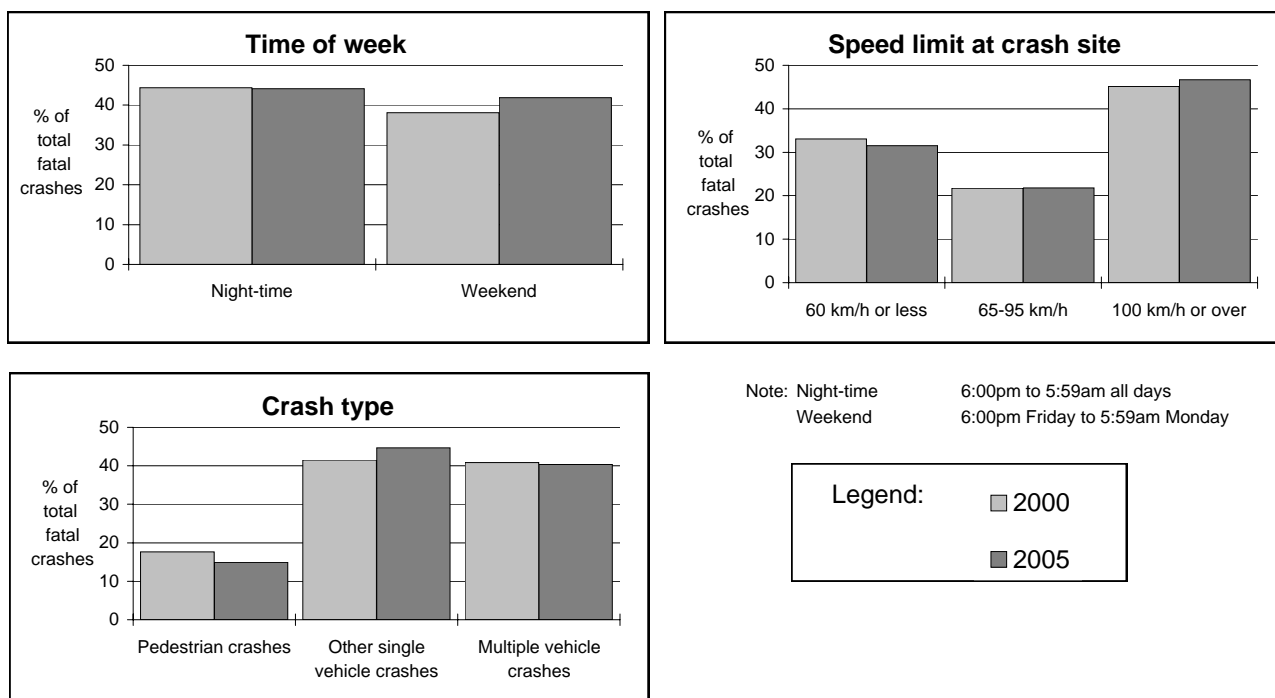 Time of week
50
40
30
20
10
0
% of
total
fatal
crashes
Night-time Weekend
Speed limit at crash site
50
40
30
20
10
0
% of
total
fatal
crashes
60 km/h or less 65-95 km/h 100 km/h or over
Crash type
50
40
30
20
10
0
% of
total
fatal
crashes
Pedestrian crashes Other single Multiple vehicle
vehicle crashes crashes
Note: Night-time 6:00pm to 5:59am all days
Weekend 6:00pm Friday to 5:59am Monday
Legend:
2000
2005